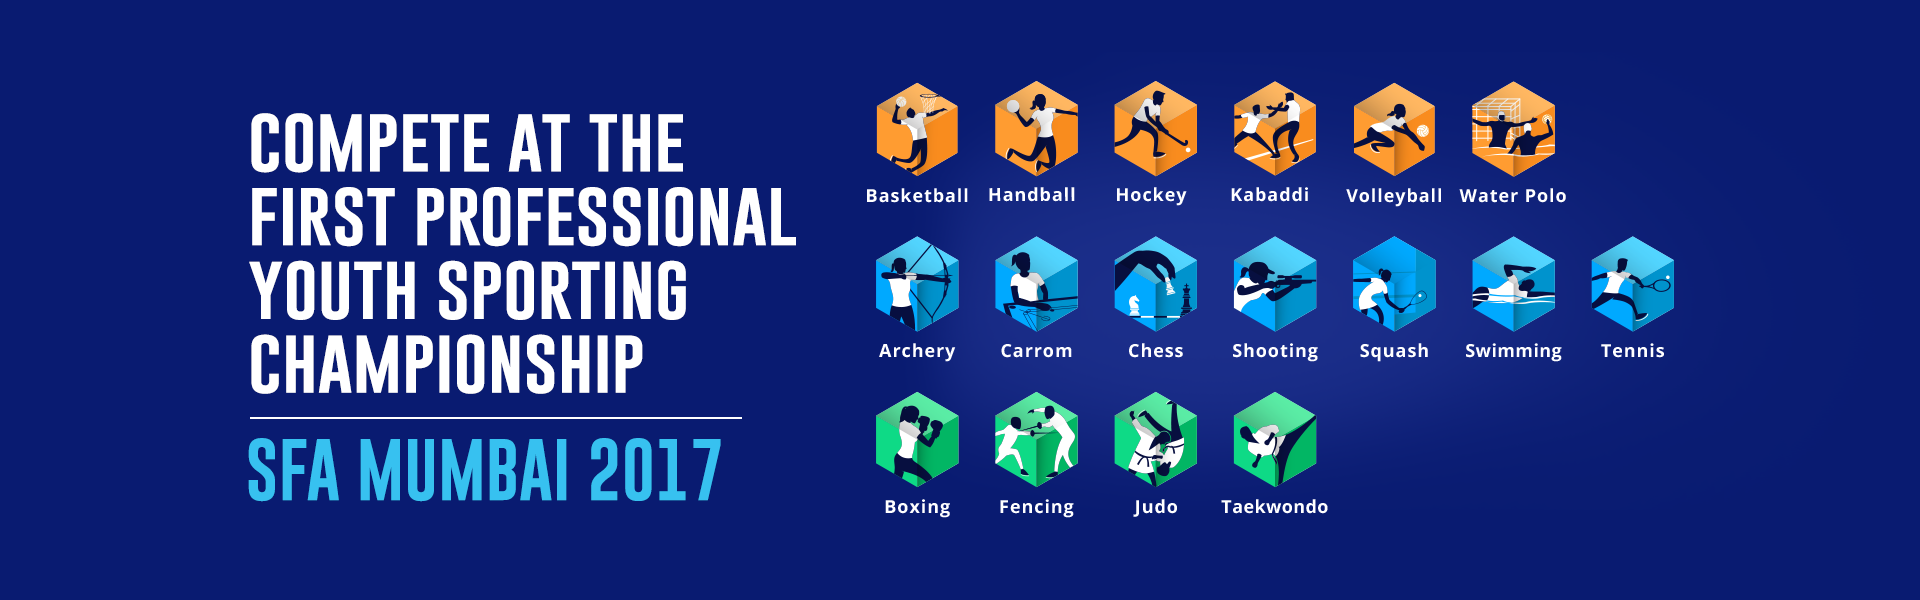 COMPETE AT THE
FIRST PROFESSIONAL
YOUTH SPORTING
CHAMPIONSHIP
SFA MUMBAI 2017
Basketball Handball Hockey Kabaddi Volleyball Water Polo
Archery Carrom Chess Shooting Squash Swimming Tennis
Boxing Fencing Judo Taekwondo